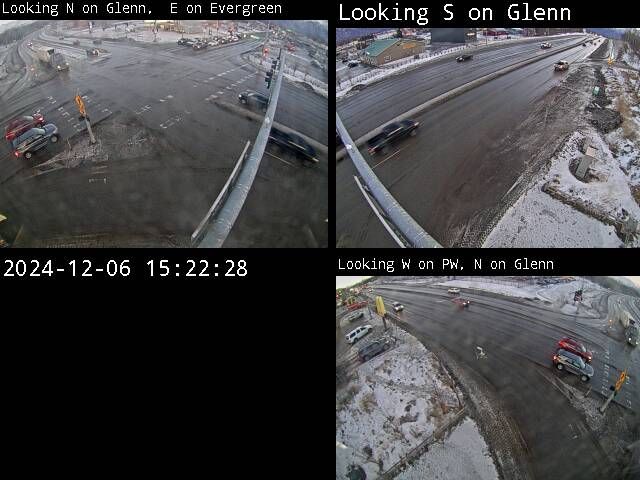 Looking N on Glenn,  E on Evergreen
Looking S on Glenn
2024-12-06 15:22:28
Looking W on PW, N on Glenn